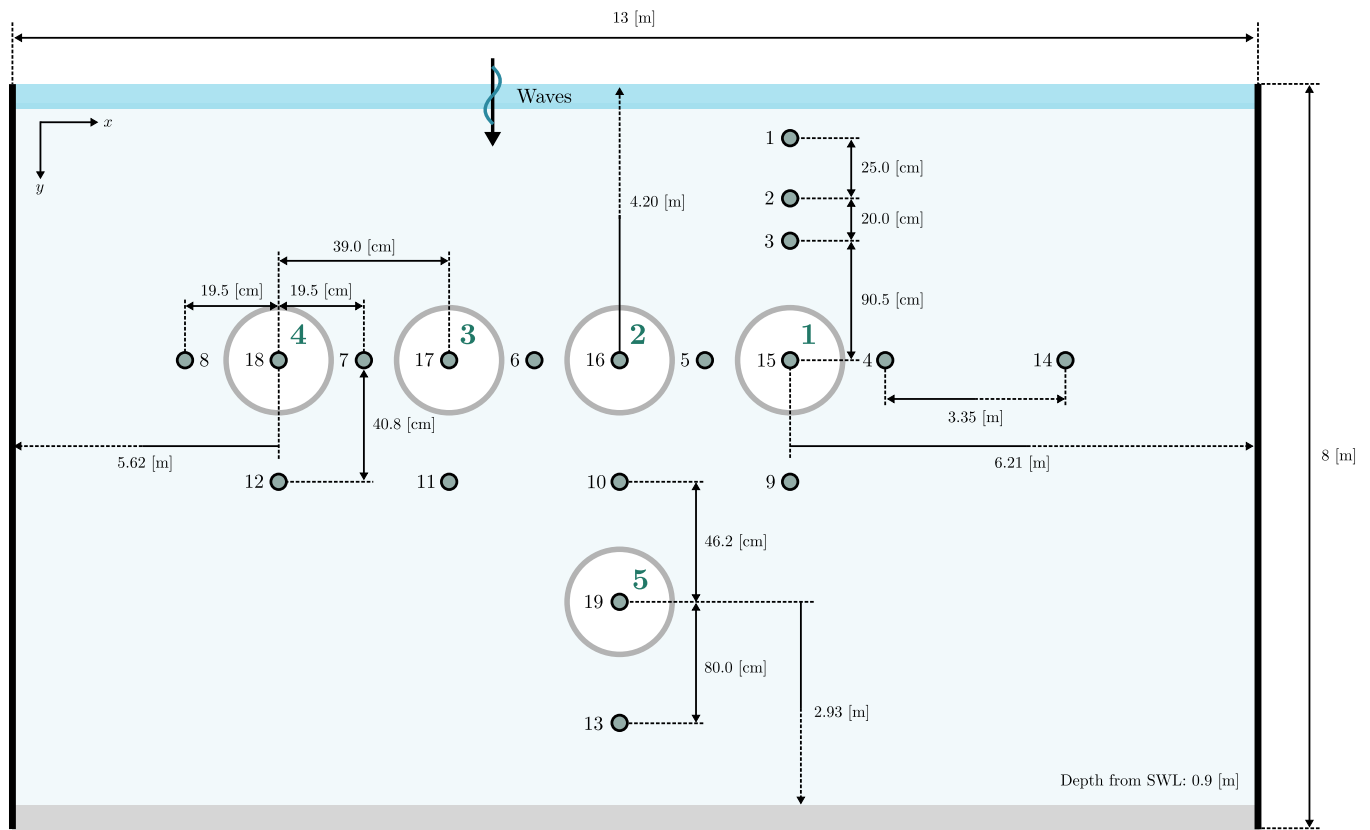 13 [m]
Waves
x
y
1
25.0 [cm]
2
4.20 [m]
20.0 [cm]
3
39.0 [cm]
19.5 [cm]
19.5 [cm]
90.5 [cm]
4
3
2
1
8
18
7
17
6
16
5
15
4
14
3.35 [m]
40.8 [cm]
5.62 [m]
6.21 [m]
8 [m]
12
11
10
9
46.2 [cm]
5
19
80.0 [cm]
2.93 [m]
13
Depth from SWL: 0.9 [m]